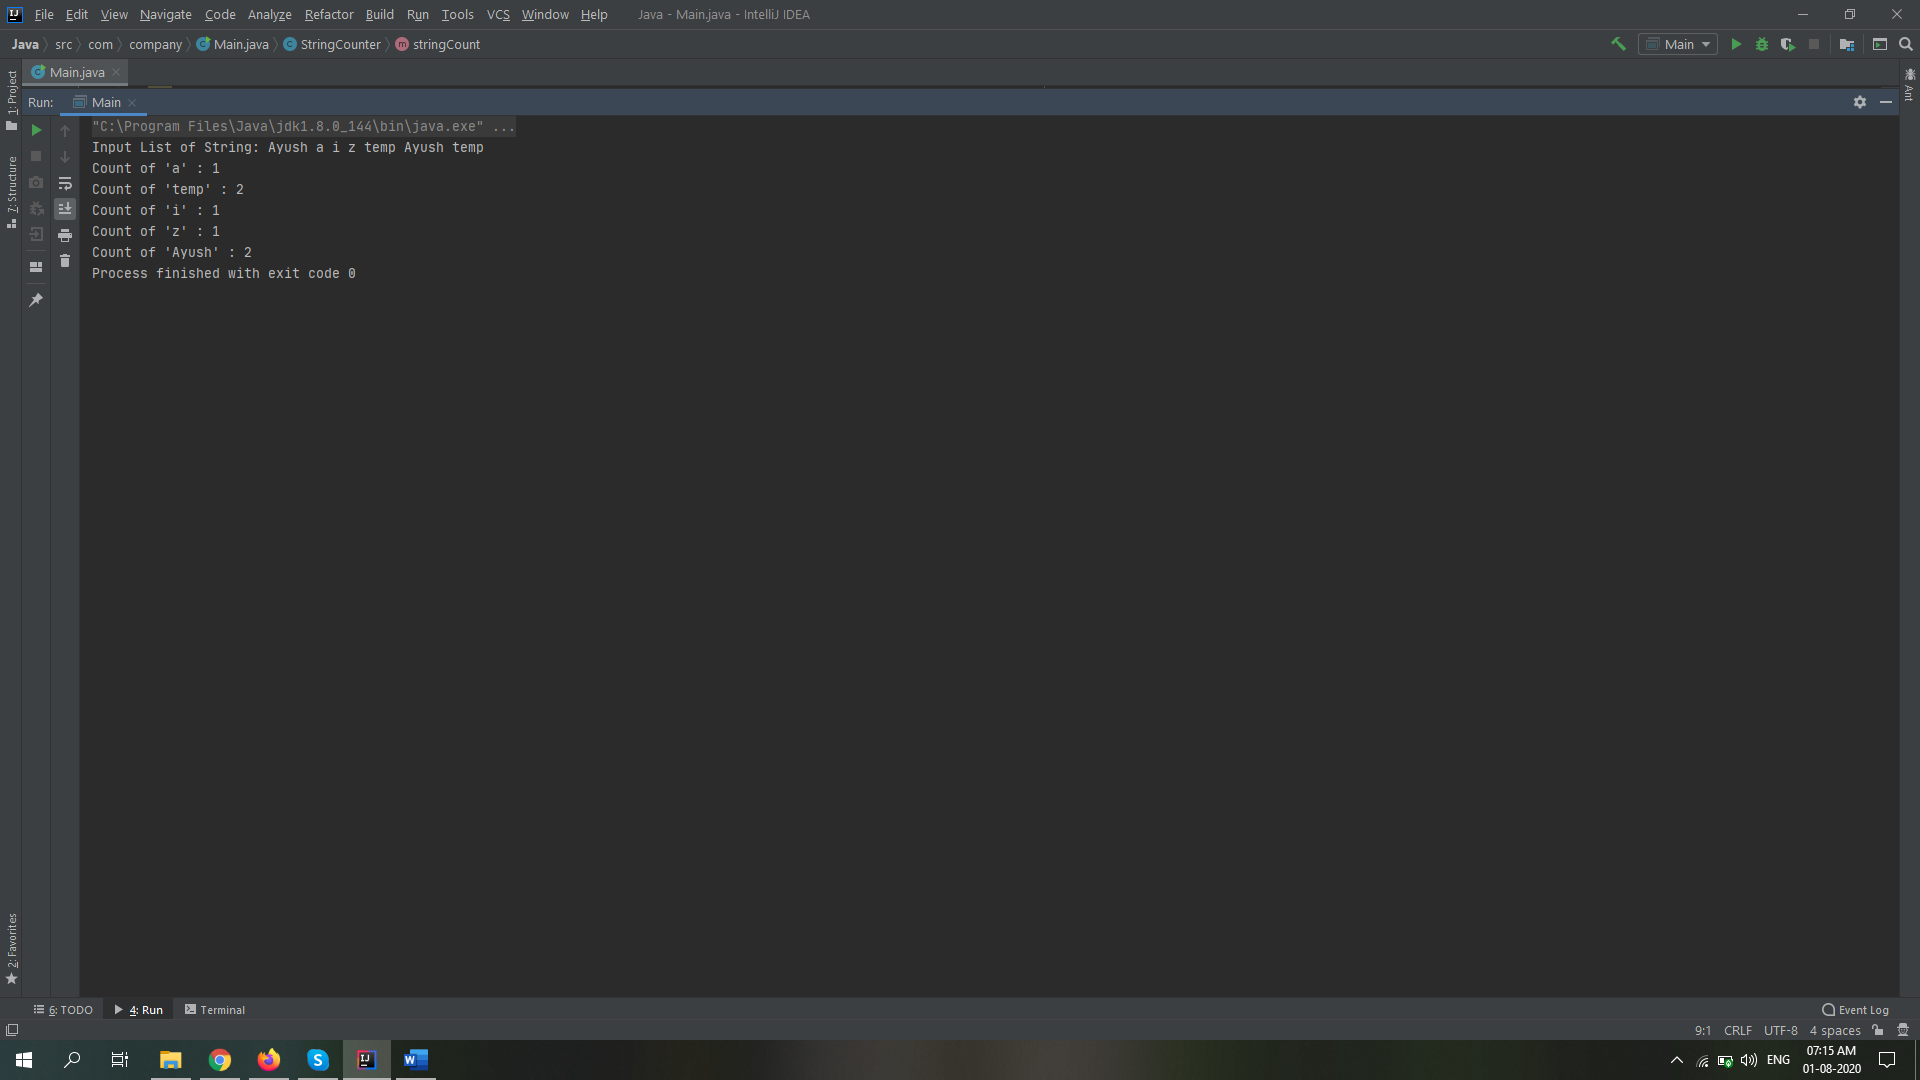 File Edit View Navigate Code Analyze Refactor Build Run Tools VCS Window Help Java - Main.java - IntelliJ IDEA
Java src com company Main.java StringCounter stringCount Main
Main.java
Run: Main
"C:\Program Files\Java\jdk1.8.0_144\bin\java.exe" ...
Input List of String: Ayush a i z temp Ayush temp
Count of 'a' : 1
Count of 'temp' : 2
Count of 'i' : 1
Count of 'z' : 1
Count of 'Ayush' : 2
Process finished with exit code 0
1: Project
7: Structure
2: Favorites
Ant
6: TODO 4: Run Terminal Event Log
9:1 CRLF UTF-8 4 spaces
ENG 07:15 AM
01-08-2020